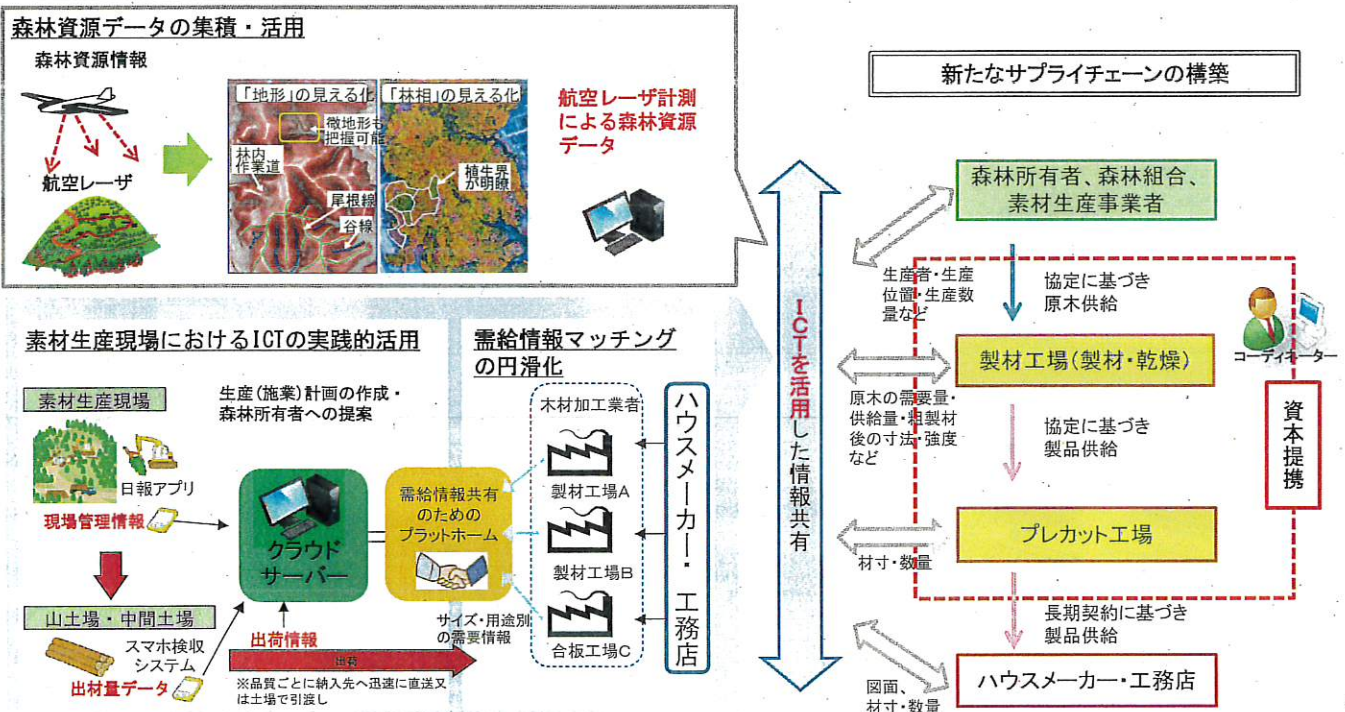 森林資源データの集積・活用
森林資源情報
航空レーザ
「地形」の見える化
微地形も
把握可能
林内
作業道
尾根線
谷線
「林相」の見える化
植生界
が明瞭
航空レーザ計測
による森林資源
データ
素材生産現場におけるICTの実践的活用
生産(施業)計画の作成・
森林所有者への提案
素材生産現場
日報アプリ
現場管理情報
山土場・中間土場
スマホ検収
システム
出材量データ
クラウド
サーバー
出荷情報
出荷
※品質ごとに納入先へ迅速に直送又
は土場で引渡し
需給情報マッチング
の円滑化
需給情報共有
のための
プラットホーム
サイズ・用途別
の需要情報
木材加工業者
製材工場A
製材工場B
合板工場C
ハウスメーカー・工務店
ICTを活用した情報共有
新たなサプライチェーンの構築
森林所有者、森林組合、
素材生産事業者
生産者・生産
位置・生産数
量など
協定に基づき
原木供給
コーディネーター
製材工場(製材・乾燥)
原木の需要量・
供給量・粗製材
後の寸法・強度
など
協定に基づき
製品供給
資本提携
プレカット工場
材寸・数量
長期契約に基づき
製品供給
ハウスメーカー・工務店
図面、
材寸・数量